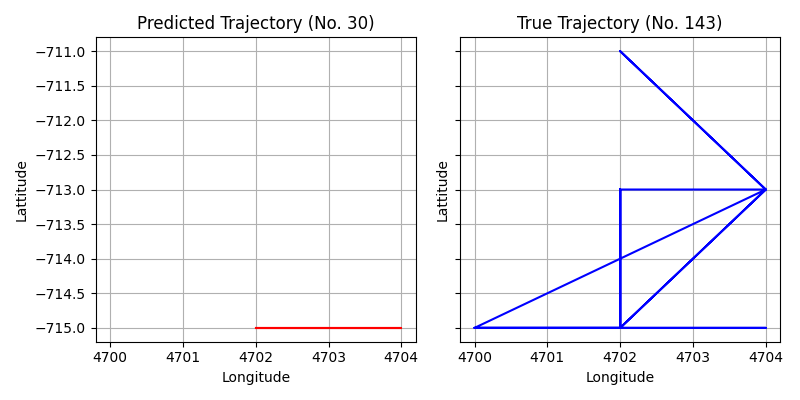 Predicted Trajectory (No. 30)
−711.0
−711.5
−712.0
−712.5
−713.0
−713.5
−714.0
−714.5
−715.0
Lattitude
4700 4701 4702 4703 4704
Longitude
True Trajectory (No. 143)
Lattitude
4700 4701 4702 4703 4704
Longitude